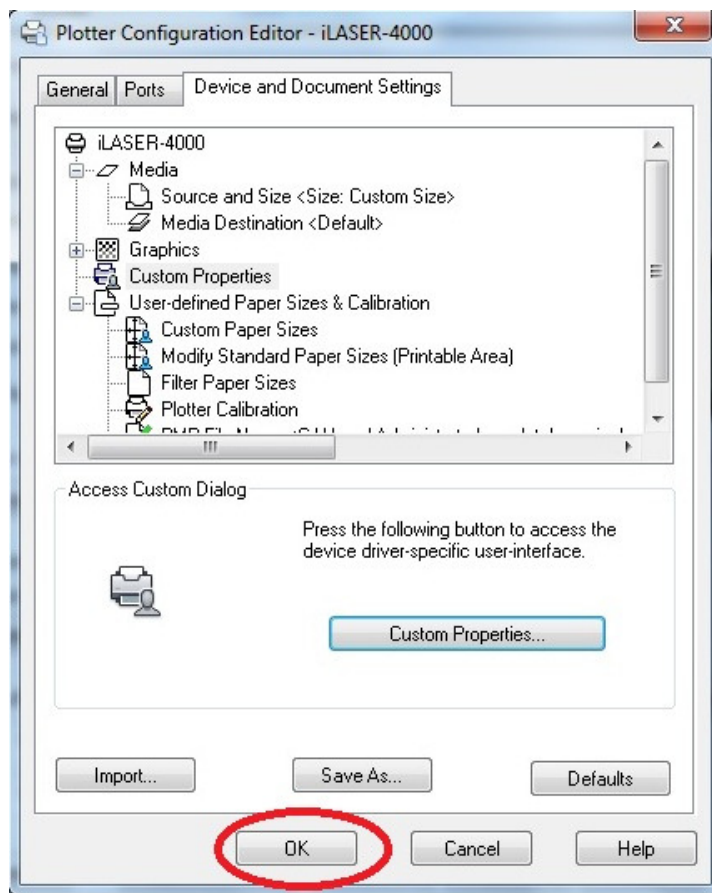 Plotter Configuration Editor - iLASER-4000
General Ports Device and Document Settings
iLASER-4000
Media
Source and Size <Size: Custom Size>
Media Destination <Default>
Graphics
Custom Properties
User-defined Paper Sizes & Calibration
Custom Paper Sizes
Modify Standard Paper Sizes (Printable Area)
Filter Paper Sizes
Plotter Calibration
Access Custom Dialog
Press the following button to access the
device driver-specific user-interface.
Custom Properties...
Import... Save As... Defaults
OK Cancel Help